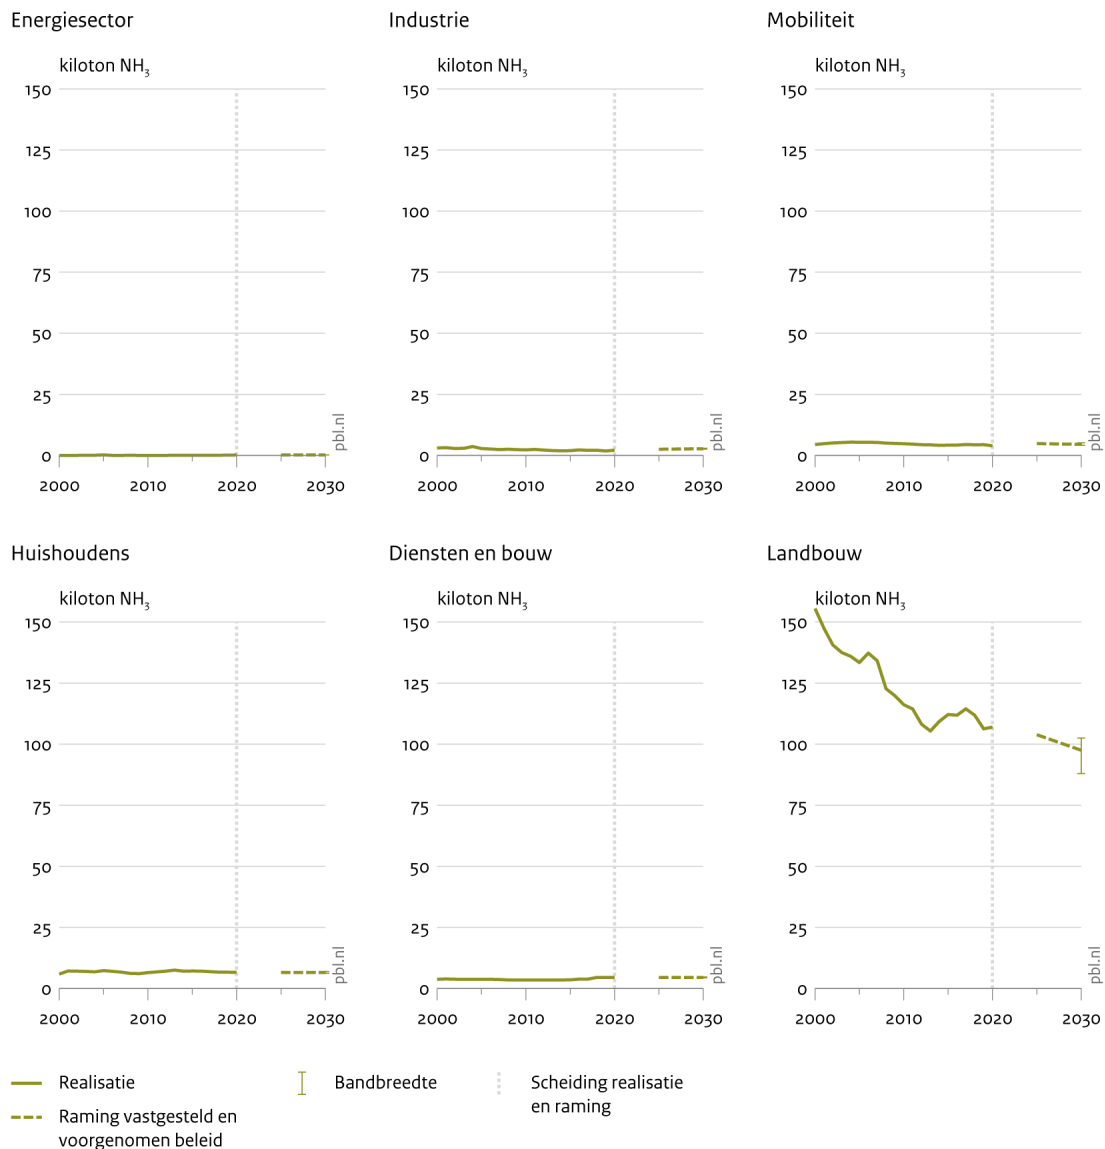 Energiesector
kiloton NH₃
150
125
100
75
50
25
0
2000 2010 2020 2030
pbl.nl
Industrie
kiloton NH₃
150
125
100
75
50
25
0
2000 2010 2020 2030
pbl.nl
Mobiliteit
kiloton NH₃
150
125
100
75
50
25
0
2000 2010 2020 2030
pbl.nl
Huishoudens
kiloton NH₃
150
125
100
75
50
25
0
2000 2010 2020 2030
pbl.nl
Diensten en bouw
kiloton NH₃
150
125
100
75
50
25
0
2000 2010 2020 2030
pbl.nl
Landbouw
kiloton NH₃
150
125
100
75
50
25
0
2000 2010 2020 2030
pbl.nl
Realisatie
Raming vastgesteld en
voorgenomen beleid
Bandbreedte
Scheiding realisatie
en raming